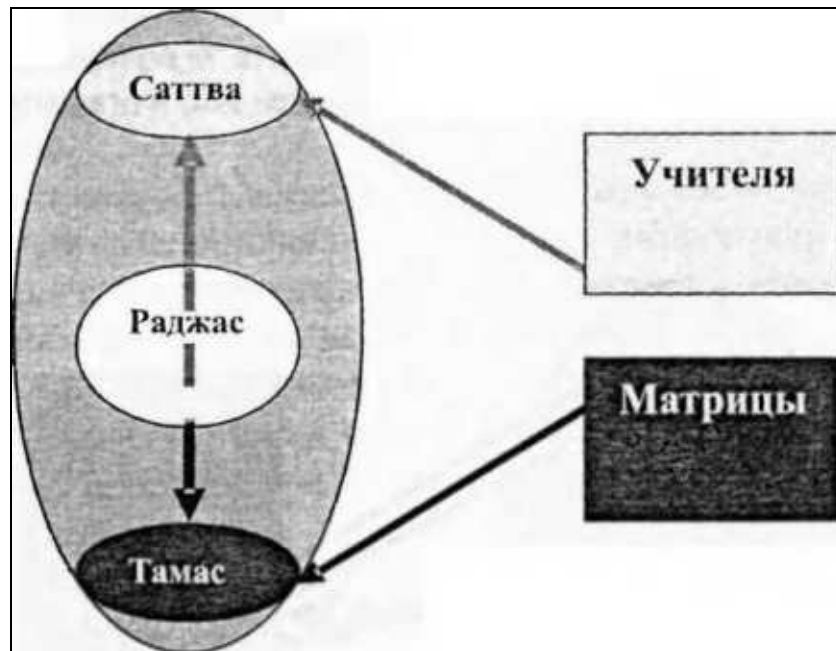 Саттва
Учителя
Раджас
Матрицы
Тамас